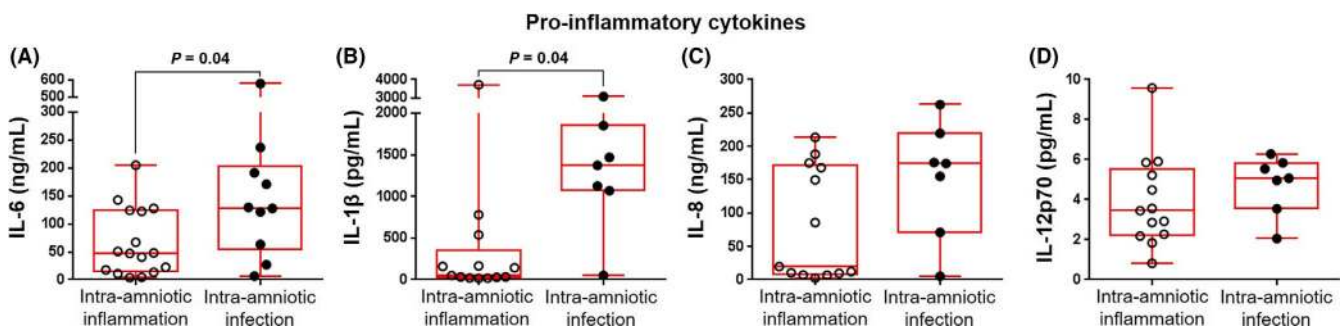 Pro-inflammatory cytokines
(A)
P = 0.04
IL-6 (ng/mL)
600
500
300
250
200
150
100
50
0
Intra-amniotic
inflammation
Intra-amniotic
infection
(B)
P = 0.04
IL-1β (pg/mL)
4000
3000
2000
1500
1000
500
0
Intra-amniotic
inflammation
Intra-amniotic
infection
(C)
IL-8 (ng/mL)
300
250
200
150
100
50
0
Intra-amniotic
inflammation
Intra-amniotic
infection
(D)
IL-12p70 (pg/mL)
10
8
6
4
2
0
Intra-amniotic
inflammation
Intra-amniotic
infection